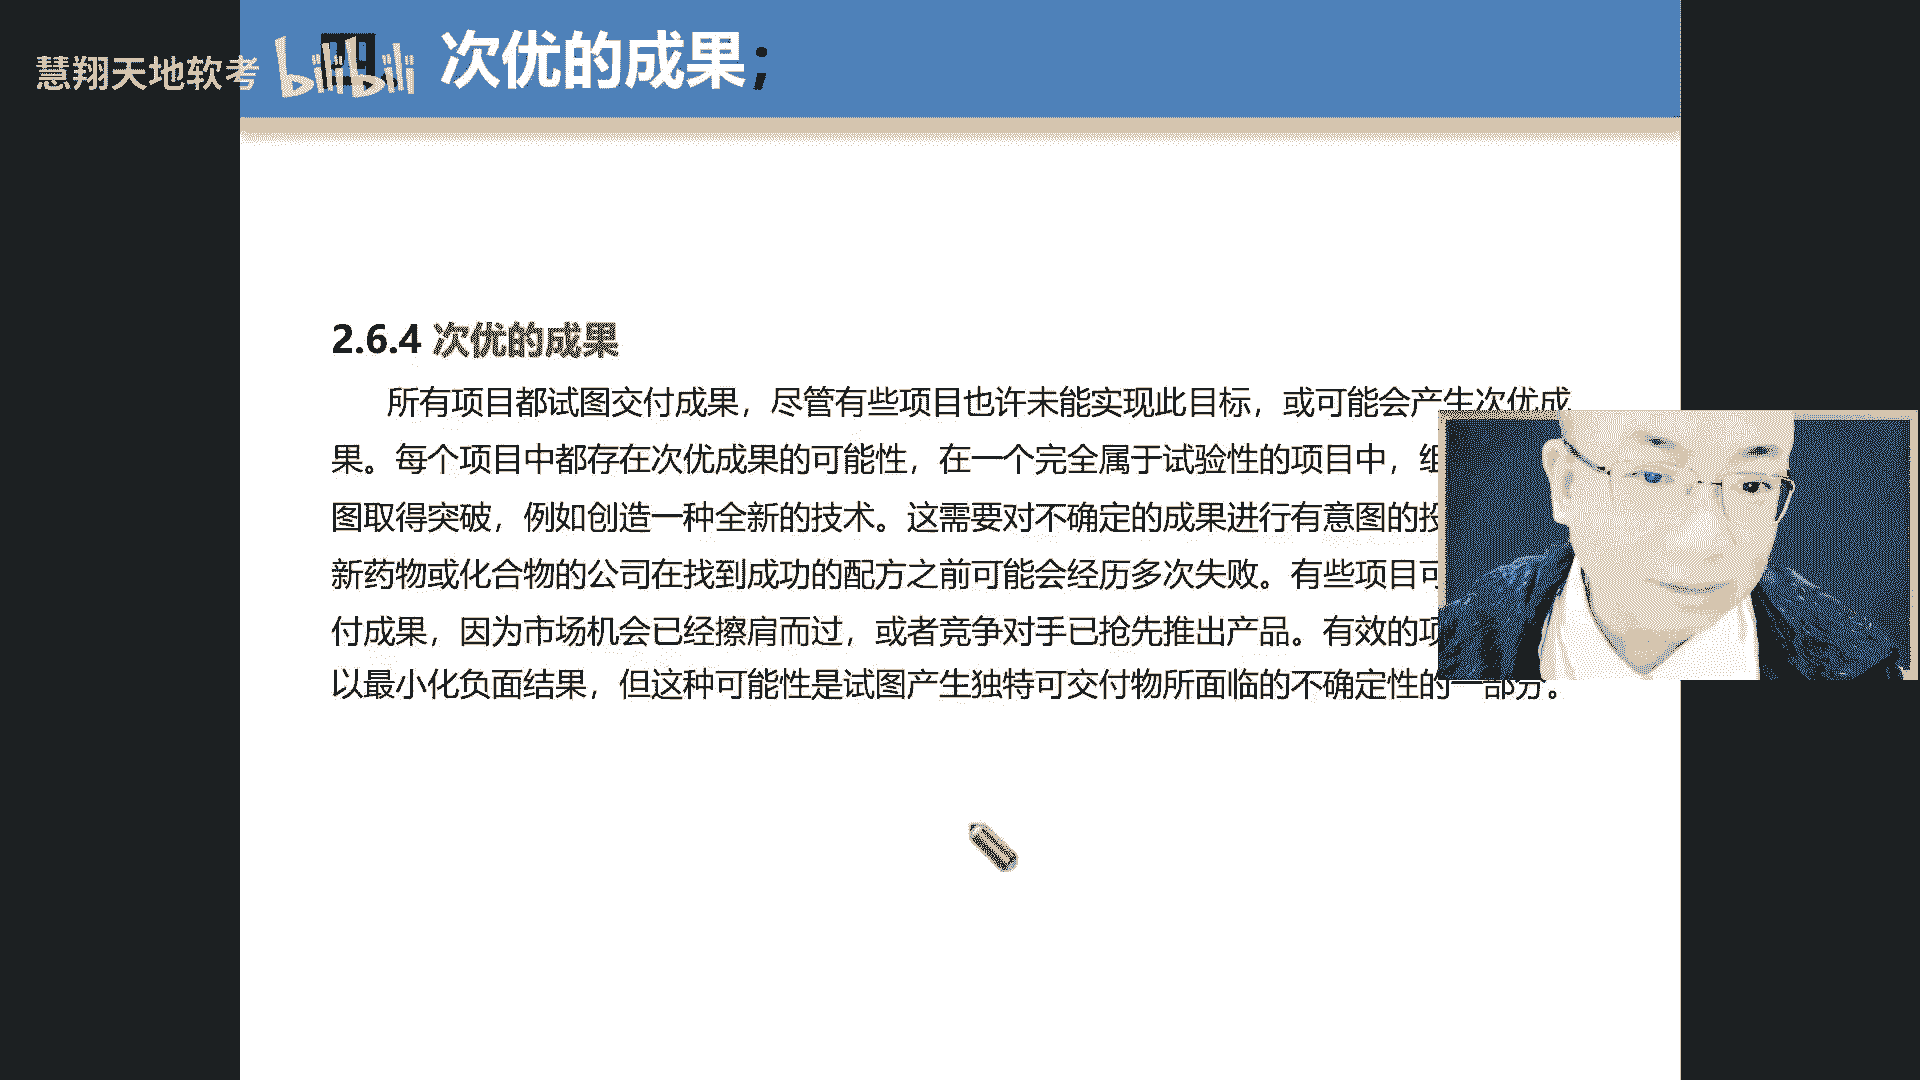 慧翔天地软考 bilibili
四、次优的成果；
2.6.4 次优的成果
所有项目都试图交付成果，尽管有些项目也许未能实现此目标，或可能会产生次优成
果。每个项目中都存在次优成果的可能性，在一个完全属于试验性的项目中，组
图取得突破，例如创造一种全新的技术。这需要对不确定的成果进行有意图的投
新药物或化合物的公司在找到成功的配方之前可能会经历多次失败。有些项目可
付成果，因为市场机会已经擦肩而过，或者竞争对手已抢先推出产品。有效的项
以最小化负面结果，但这种可能性是试图产生独特可交付物所面临的不确定性的一部分。